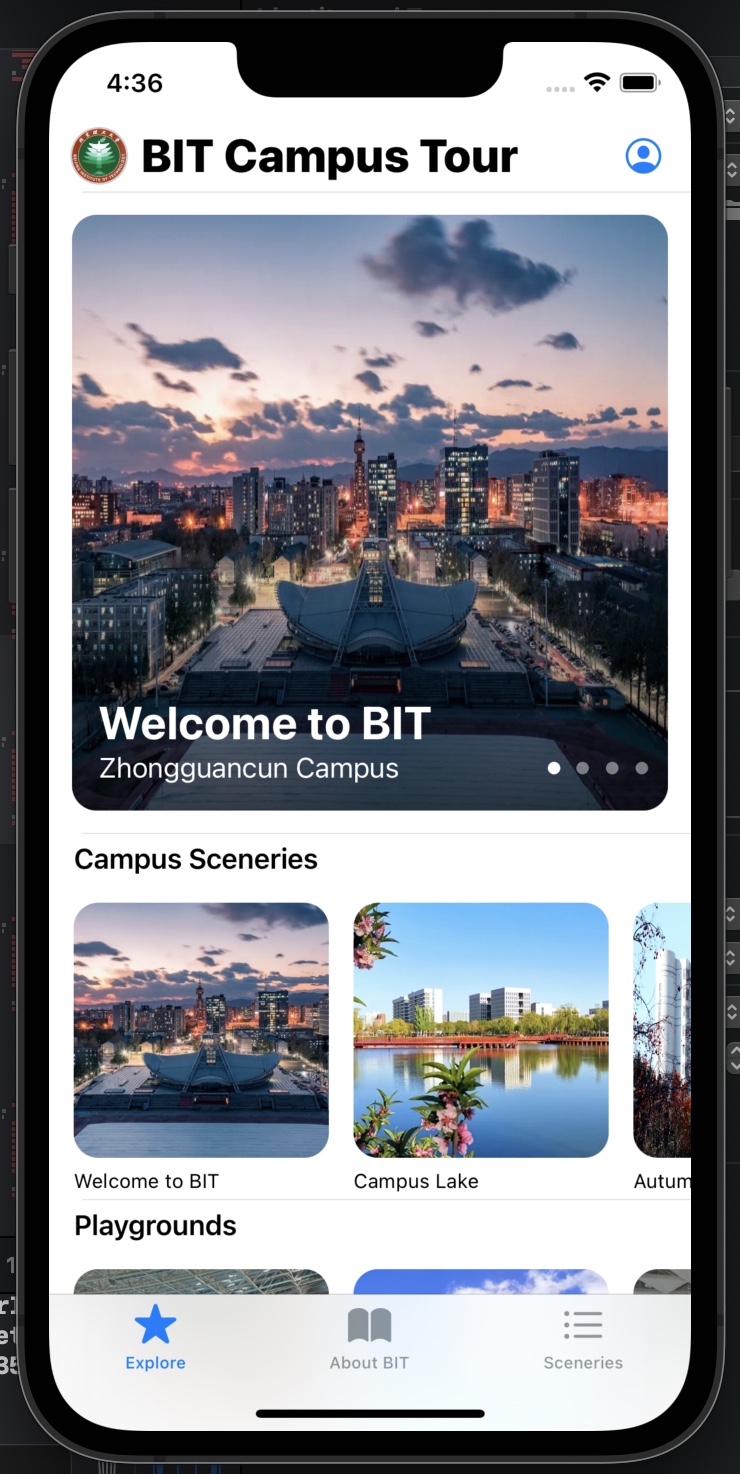 4:36
BIT Campus Tour
Welcome to BIT
Zhongguancun Campus
Campus Sceneries
Welcome to BIT
Campus Lake
Autum
Playgrounds
Explore
About BIT
Sceneries